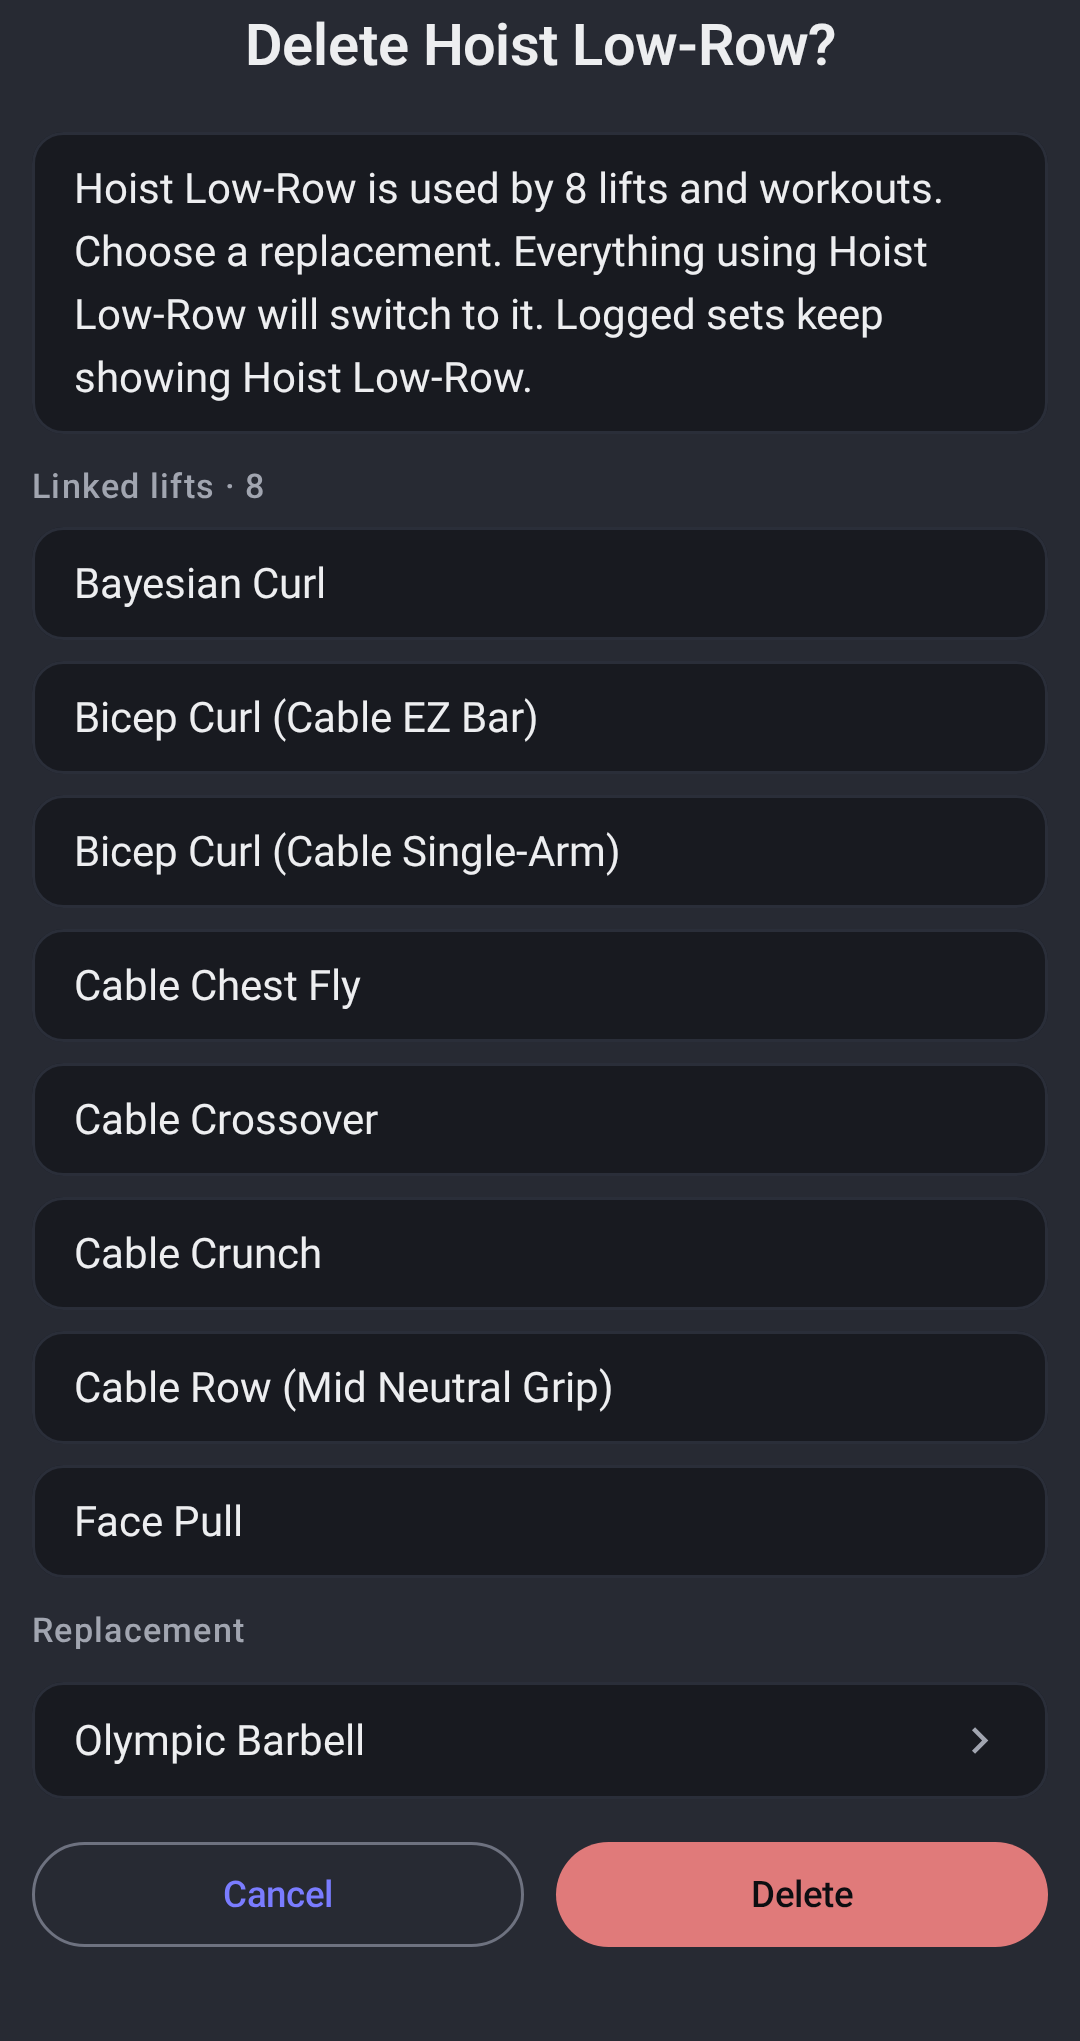 Delete Hoist Low-Row?
Hoist Low-Row is used by 8 lifts and workouts.
Choose a replacement. Everything using Hoist
Low-Row will switch to it. Logged sets keep
showing Hoist Low-Row.
Linked lifts · 8
Bayesian Curl
Bicep Curl (Cable EZ Bar)
Bicep Curl (Cable Single-Arm)
Cable Chest Fly
Cable Crossover
Cable Crunch
Cable Row (Mid Neutral Grip)
Face Pull
Replacement
Olympic Barbell
Cancel
Delete